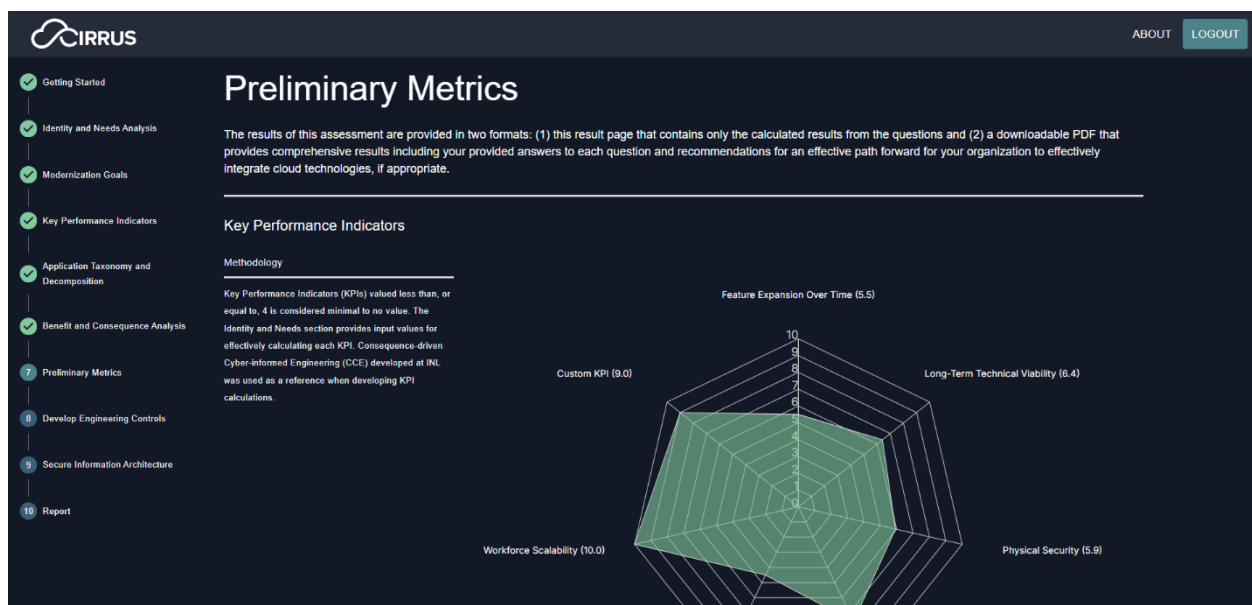 CIRRUS
ABOUT
LOGOUT
Getting Started
Identity and Needs Analysis
Modernization Goals
Key Performance Indicators
Application Taxonomy and
Decomposition
Benefit and Consequence Analysis
7 Preliminary Metrics
8 Develop Engineering Controls
9 Secure Information Architecture
10 Report
Preliminary Metrics
The results of this assessment are provided in two formats: (1) this result page that contains only the calculated results from the questions and (2) a downloadable PDF that
provides comprehensive results including your provided answers to each question and recommendations for an effective path forward for your organization to effectively
integrate cloud technologies, if appropriate.
Key Performance Indicators
Methodology
Key Performance Indicators (KPIs) valued less than, or
equal to, 4 is considered minimal to no value. The
Identity and Needs section provides input values for
effectively calculating each KPI. Consequence-driven
Cyber-informed Engineering (CCE) developed at INL
was used as a reference when developing KPI
calculations.
Feature Expansion Over Time (5.5)
Custom KPI (9.0)
Long-Term Technical Viability (6.4)
Workforce Scalability (10.0)
Physical Security (5.9)
10
9
8
7
6
5
4
3
2
1
0